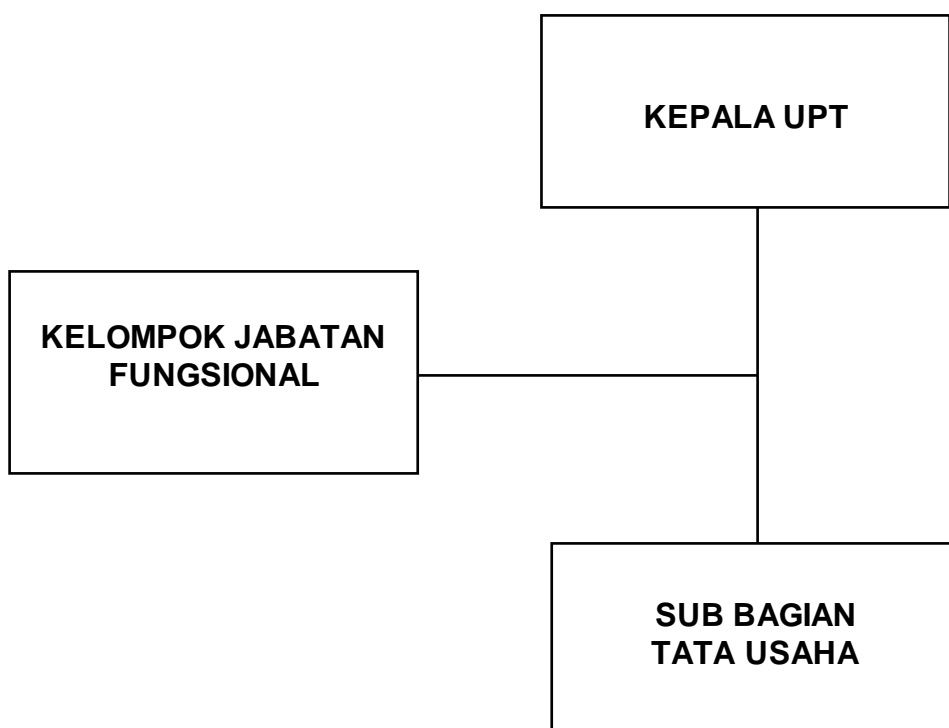 KEPALA UPT
KELOMPOK JABATAN
FUNGSIONAL
SUB BAGIAN
TATA USAHA